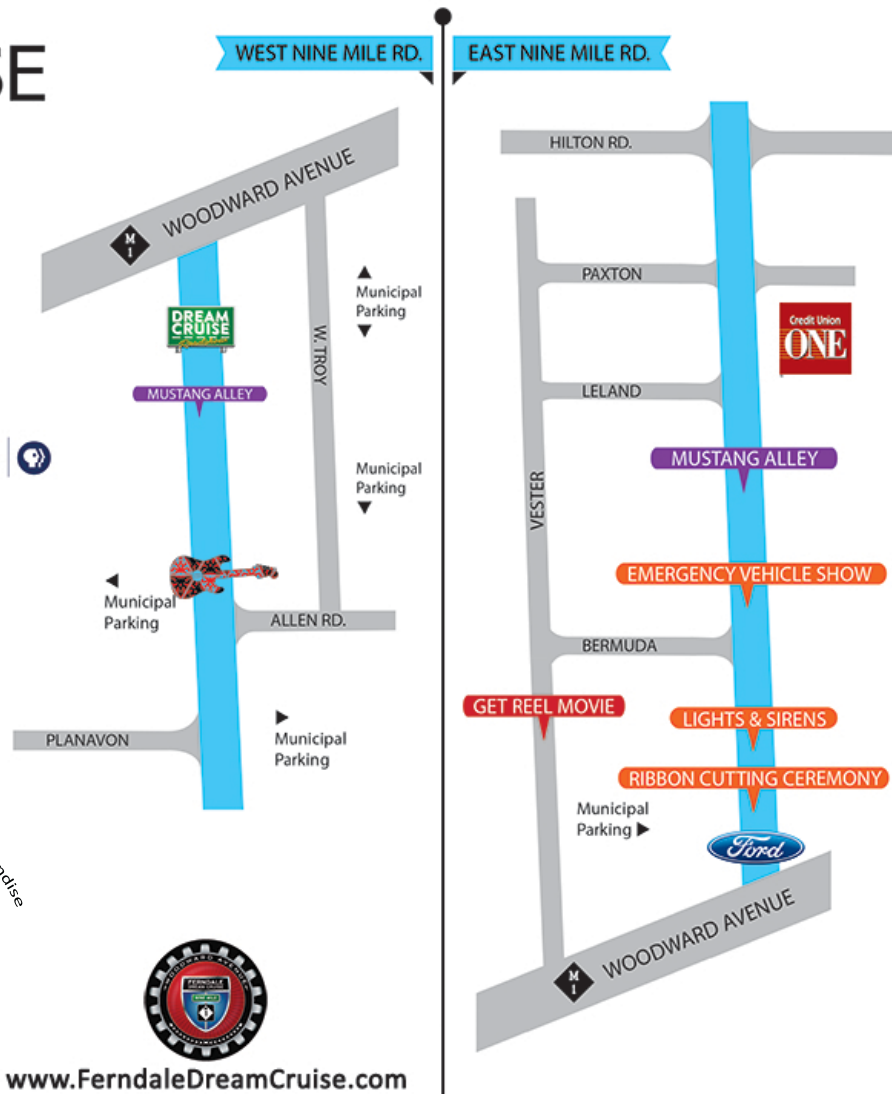 SE
WEST NINE MILE RD.
WOODWARD AVENUE
M
1
DREAM
CRUISE
MUSTANG ALLEY
W. TROY
Municipal
Parking
Municipal
Parking
Municipal
Parking
ALLEN RD.
PLANAVON
Municipal
Parking
ndise
WOODWARD AVENUE
FERNDALE
DREAM CRUISE
www.FerndaleDreamCruise.com
EAST NINE MILE RD.
HILTON RD.
PAXTON
Credit Union
ONE
LELAND
MUSTANG ALLEY
VESTER
EMERGENCY VEHICLE SHOW
BERMUDA
GET REEL MOVIE
LIGHTS & SIRENS
RIBBON CUTTING CEREMONY
Municipal
Parking
Ford
WOODWARD AVENUE
M
1